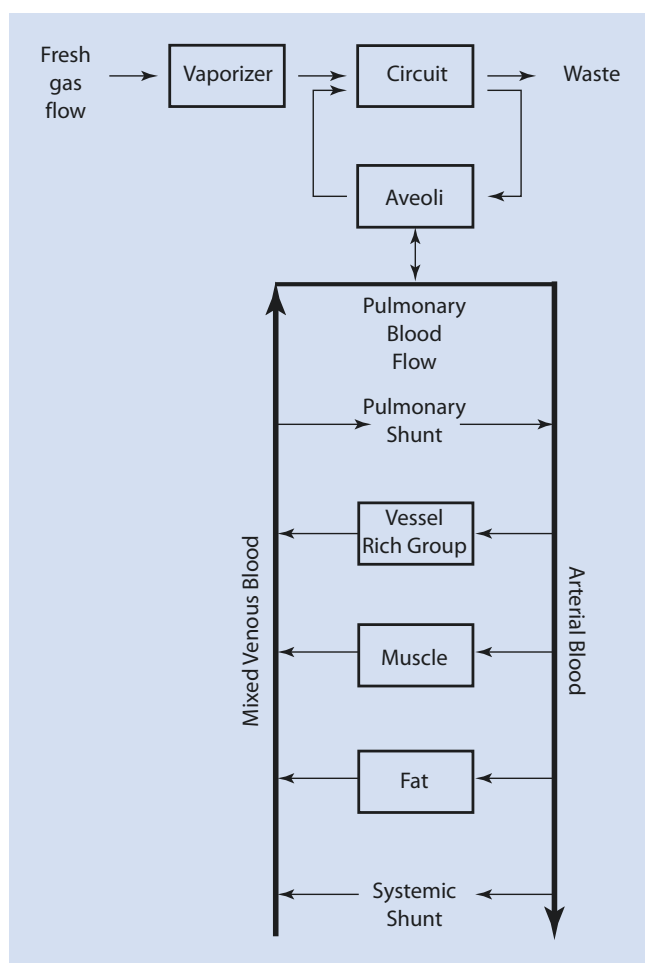 Fresh
gas
flow
Vaporizer
Circuit
Waste
Aveoli
Pulmonary
Blood
Flow
Pulmonary
Shunt
Vessel
Rich Group
Mixed Venous Blood
Arterial Blood
Muscle
Fat
Systemic
Shunt